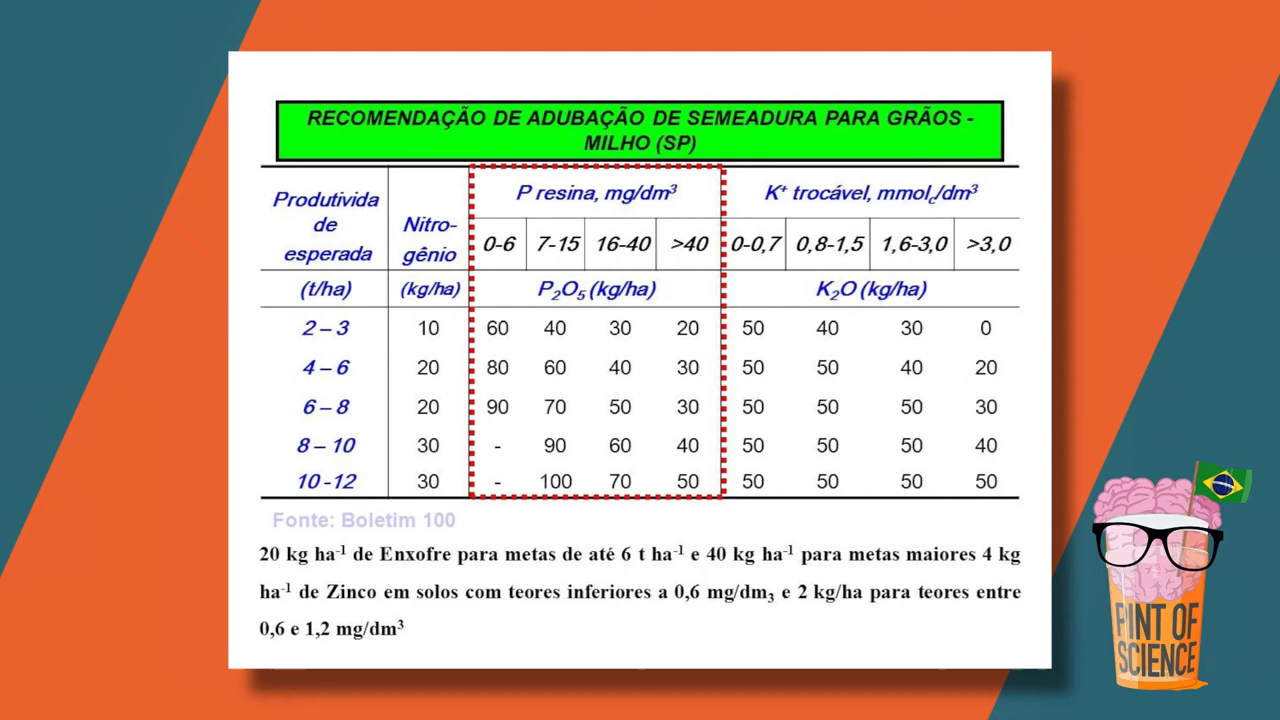 RECOMENDAÇÃO DE ADUBAÇÃO DE SEMEADURA PARA GRÃOS -
MILHO (SP)
Produtivida
de
esperada
Nitro-
gênio
P resina, mg/dm³
K⁺ trocável, mmolc/dm³
0-6 7-15 16-40 >40 0-0,7 0,8-1,5 1,6-3,0 >3,0
(t/ha) (kg/ha) P₂O₅ (kg/ha) K₂O (kg/ha)
2 – 3 10 60 40 30 20 50 40 30 0
4 – 6 20 80 60 40 30 50 50 40 20
6 – 8 20 90 70 50 30 50 50 50 30
8 – 10 30 - 90 60 40 50 50 50 40
10 -12 30 - 100 70 50 50 50 50 50
Fonte: Boletim 100
20 kg ha⁻¹ de Enxofre para metas de até 6 t ha⁻¹ e 40 kg ha⁻¹ para metas maiores 4 kg
ha⁻¹ de Zinco em solos com teores inferiores a 0,6 mg/dm₃ e 2 kg/ha para teores entre
0,6 e 1,2 mg/dm³
PINT OF
SCIENCE